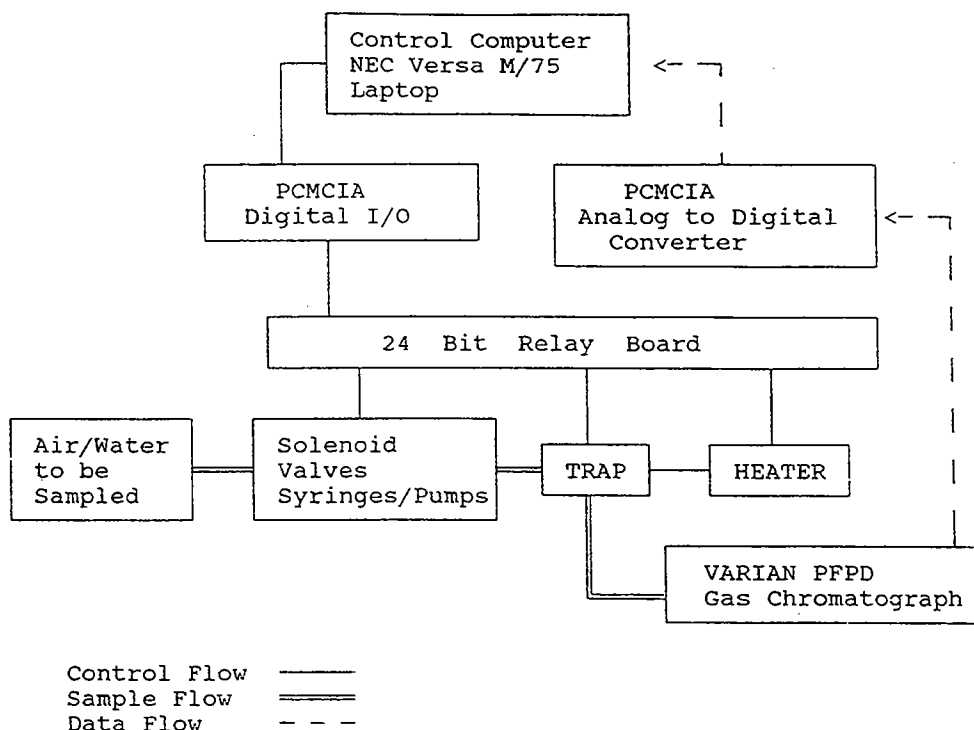 Control Computer
NEC Versa M/75
Laptop
PCMCIA
Digital I/O
PCMCIA
Analog to Digital
Converter
24 Bit Relay Board
Air/Water
to be
Sampled
Solenoid
Valves
Syringes/Pumps
TRAP
HEATER
VARIAN PFPD
Gas Chromatograph
Control Flow
Sample Flow
Data Flow